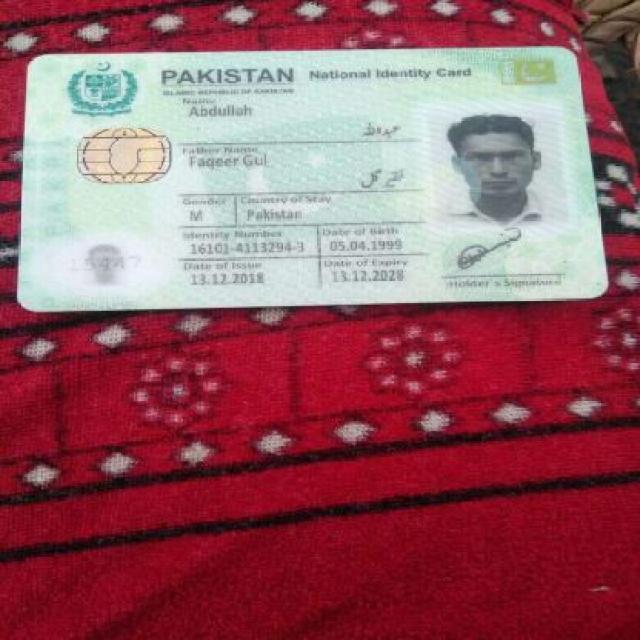 PAKISTAN National Identity Card
ISLAMIC REPUBLIC OF PAKISTAN
Name
Abdullah
عبداللہ
Father Name
Faqeer Gul
فقیر گل
Gender Country of Stay
M Pakistan
Identity Number Date of Birth
16101-4113294-3 05.04.1999
Date of Issue Date of Expiry
13.12.2018 13.12.2028
Holder's Signature